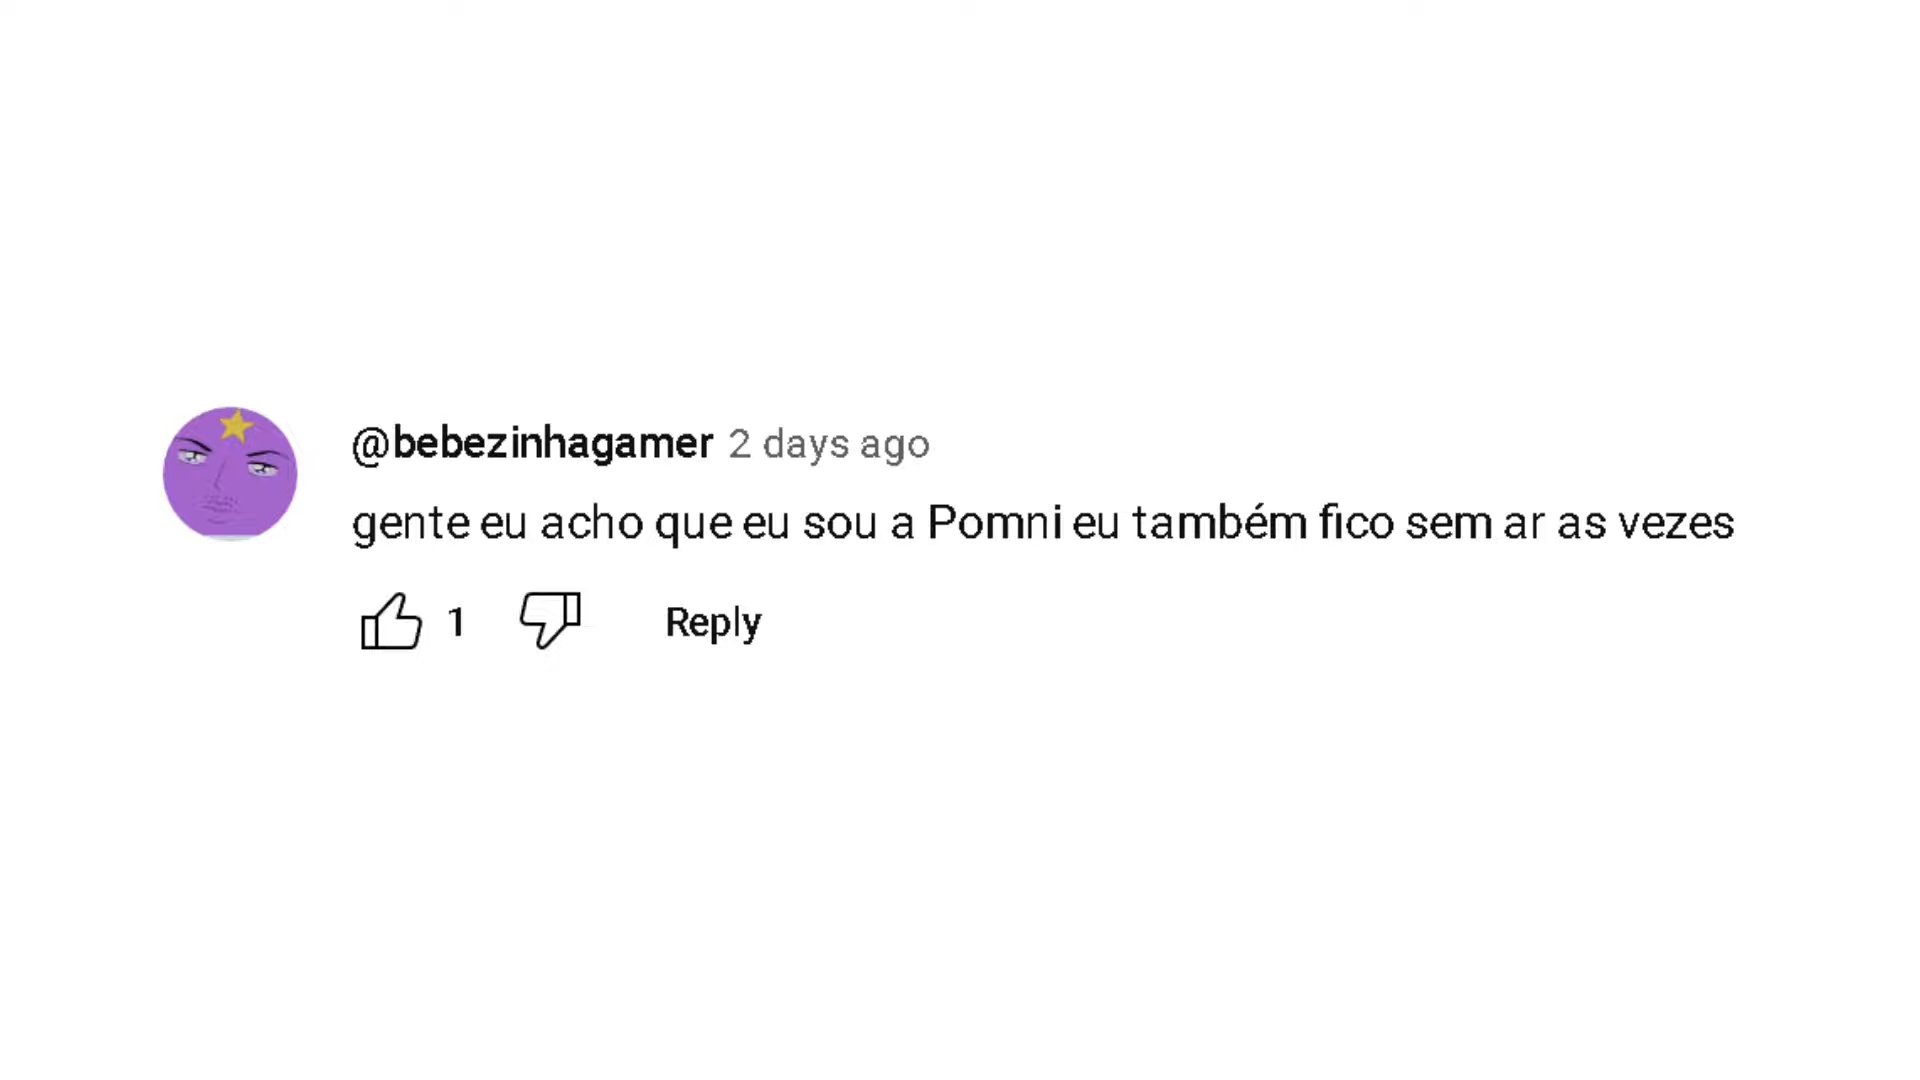 @bebezinhagamer 2 days ago
gente eu acho que eu sou a Pomni eu também fico sem ar as vezes
1 Reply